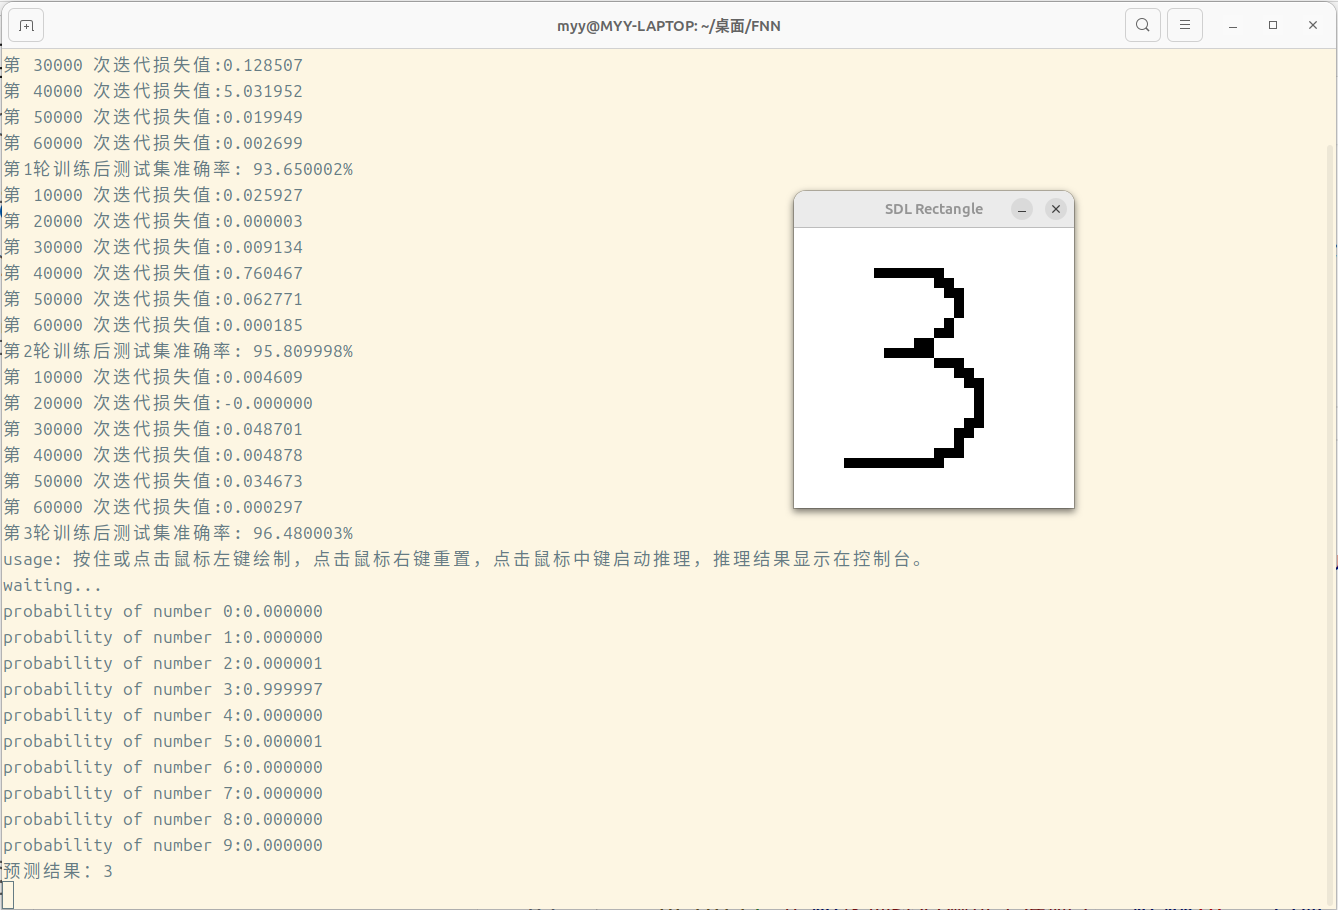 myy@MYY-LAPTOP: ~/桌面/FNN
第 30000 次迭代损失值:0.128507
第 40000 次迭代损失值:5.031952
第 50000 次迭代损失值:0.019949
第 60000 次迭代损失值:0.002699
第1轮训练后测试集准确率: 93.650002%
第 10000 次迭代损失值:0.025927
第 20000 次迭代损失值:0.000003
第 30000 次迭代损失值:0.009134
第 40000 次迭代损失值:0.760467
第 50000 次迭代损失值:0.062771
第 60000 次迭代损失值:0.000185
第2轮训练后测试集准确率: 95.809998%
第 10000 次迭代损失值:0.004609
第 20000 次迭代损失值:-0.000000
第 30000 次迭代损失值:0.048701
第 40000 次迭代损失值:0.004878
第 50000 次迭代损失值:0.034673
第 60000 次迭代损失值:0.000297
第3轮训练后测试集准确率: 96.480003%
usage: 按住或点击鼠标左键绘制，点击鼠标右键重置，点击鼠标中键启动推理，推理结果显示在控制台。
waiting...
probability of number 0:0.000000
probability of number 1:0.000000
probability of number 2:0.000001
probability of number 3:0.999997
probability of number 4:0.000000
probability of number 5:0.000001
probability of number 6:0.000000
probability of number 7:0.000000
probability of number 8:0.000000
probability of number 9:0.000000
预测结果: 3
SDL Rectangle
3